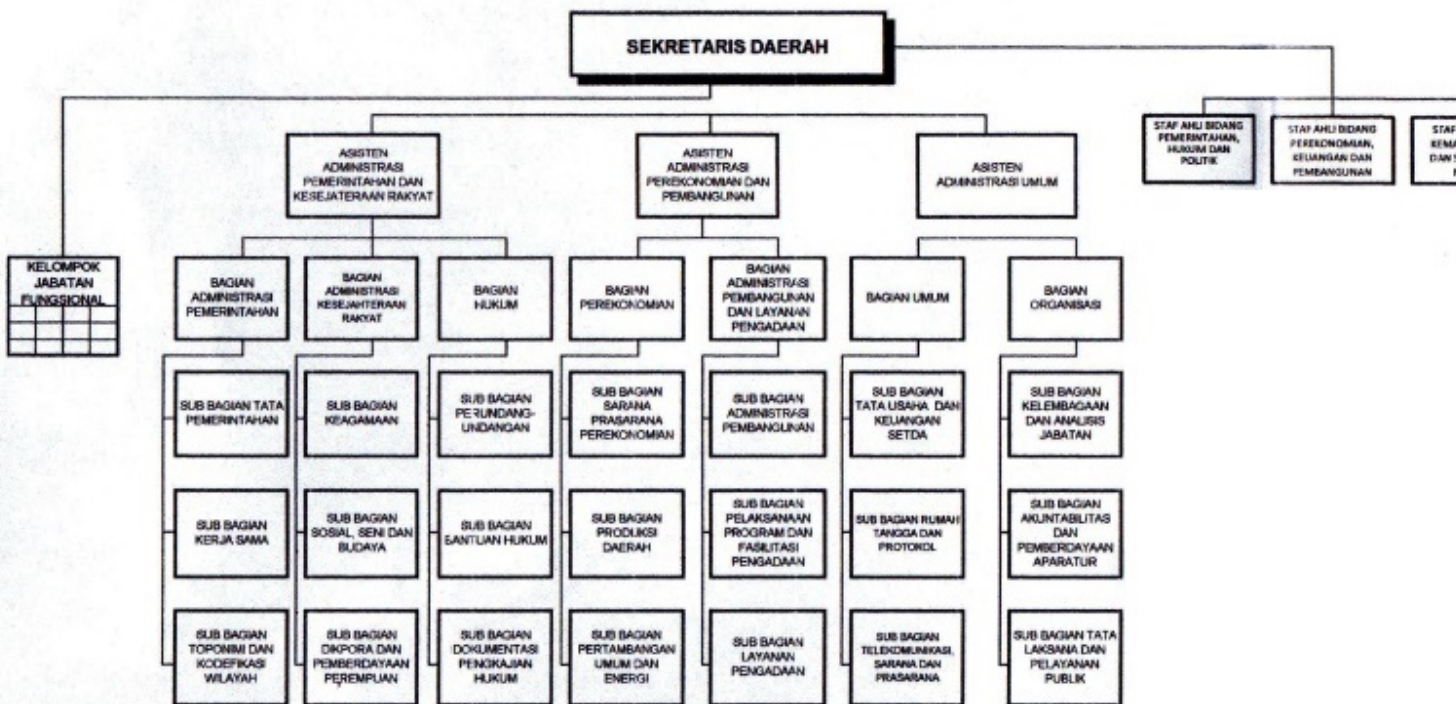 SEKRETARIS DAERAH
STAF AHLI BIDANG
PEMERINTAHAN,
HUKUM DAN
POLITIK
STAF AHLI BIDANG
PEREKONOMIAN,
KEUANGAN DAN
PEMBANGUNAN
STAF
KEMA
DAN S
ASISTEN
ADMINISTRASI
PEMERINTAHAN DAN
KESEJATERAAN RAKYAT
ASISTEN
ADMINISTRASI
PEREKONOMIAN DAN
PEMBANGUNAN
ASISTEN
ADMINISTRASI UMUM
KELOMPOK
JABATAN
FUNGSIONAL
BAGIAN
ADMINISTRASI
PEMERINTAHAN
BAGIAN
ADMINISTRASI
KESEJAHTERAAN
RAKYAT
BAGIAN
HUKUM
BAGIAN
PEREKONOMIAN
BAGIAN
ADMINISTRASI
PEMBANGUNAN
DAN LAYANAN
PENGADAAN
BAGIAN UMUM
BAGIAN
ORGANISASI
SUB BAGIAN TATA
PEMERINTAHAN
SUB BAGIAN
KEAGAMAAN
SUB BAGIAN
PERUNDANG-
UNDANGAN
SUB BAGIAN
SARANA
PRASARANA
PEREKONOMIAN
SUB BAGIAN
ADMINISTRASI
PEMBANGUNAN
SUB BAGIAN
TATA USAHA DAN
KEUANGAN
SETDA
SUB BAGIAN
KELEMBAGAAN
DAN ANALISIS
JABATAN
SUB BAGIAN
KERJA SAMA
SUB BAGIAN
SOSIAL, SENI DAN
BUDAYA
SUB BAGIAN
BANTUAN HUKUM
SUB BAGIAN
PRODUKSI
DAERAH
SUB BAGIAN
PELAKSANAAN
PROGRAM DAN
FASILITASI
PENGADAAN
SUB BAGIAN RUMAH
TANGGA DAN
PROTOKOL
SUB BAGIAN
AKUNTABILITAS
DAN
PEMBERDAYAAN
APARATUR
SUB BAGIAN
TOPONIMI DAN
KODEFIKASI
WILAYAH
SUB BAGIAN
DIKPORA DAN
PEMBERDAYAAN
PEREMPUAN
SUB BAGIAN
DOKUMENTASI
PENGKAJIAN
HUKUM
SUB BAGIAN
PERTAMBANGAN
UMUM DAN
ENERGI
SUB BAGIAN
LAYANAN
PENGADAAN
SUB BAGIAN
TELEKOMUNIKASI,
SARANA DAN
PRASARANA
SUB BAGIAN TATA
LAKSANA DAN
PELAYANAN
PUBLIK